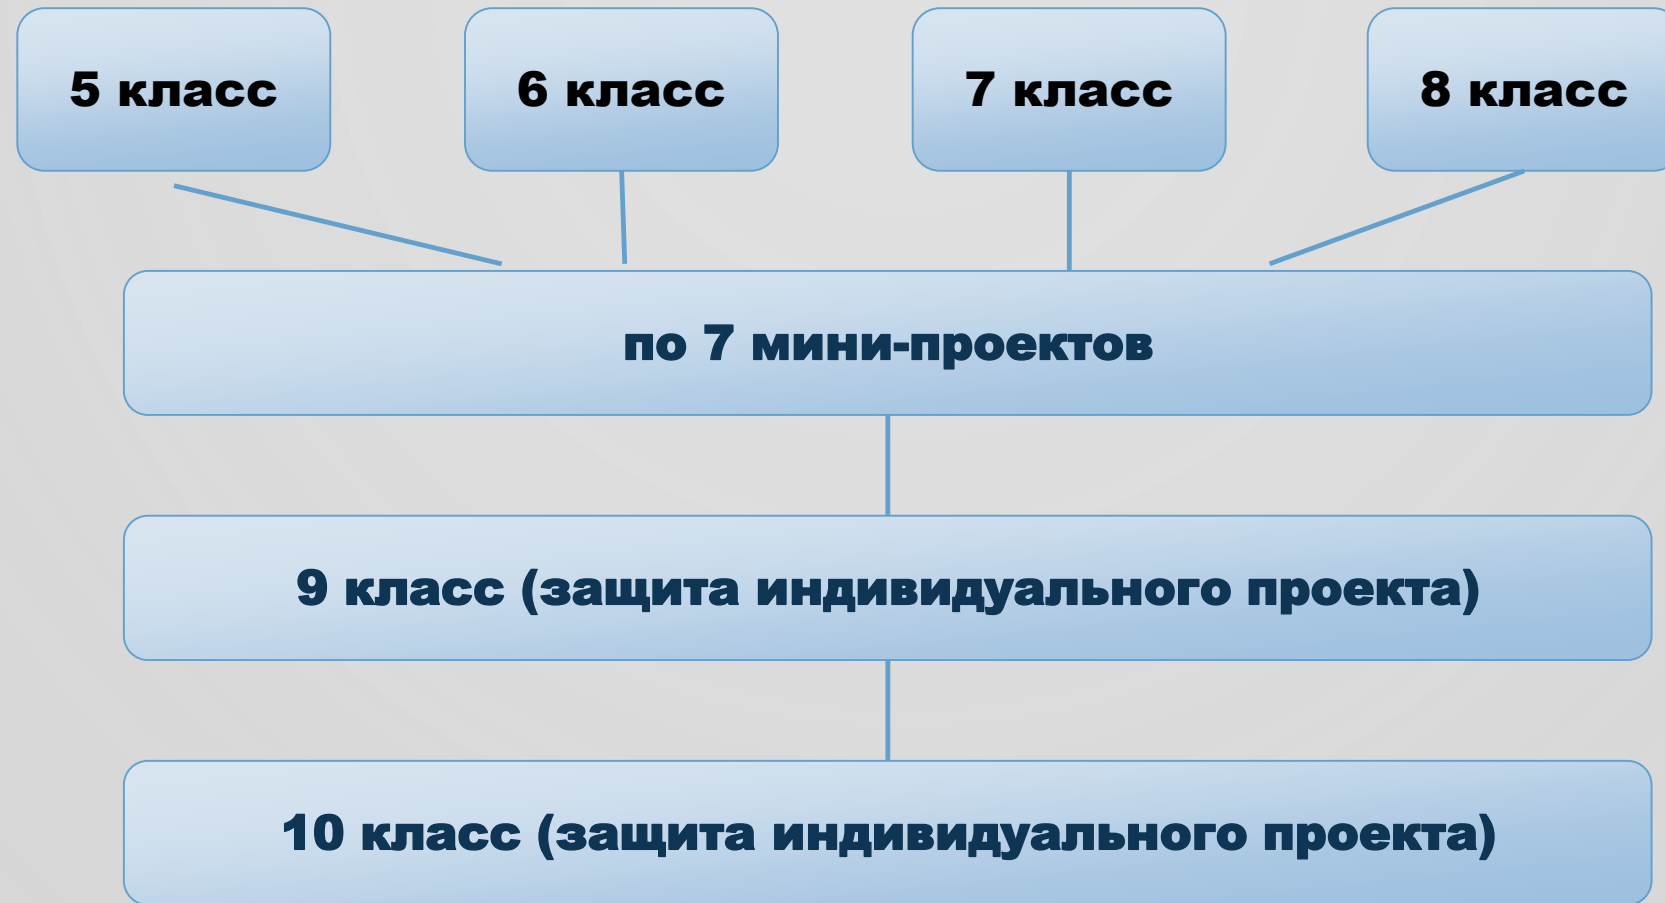 5 класс
6 класс
7 класс
8 класс
по 7 мини-проектов
9 класс (защита индивидуального проекта)
10 класс (защита индивидуального проекта)